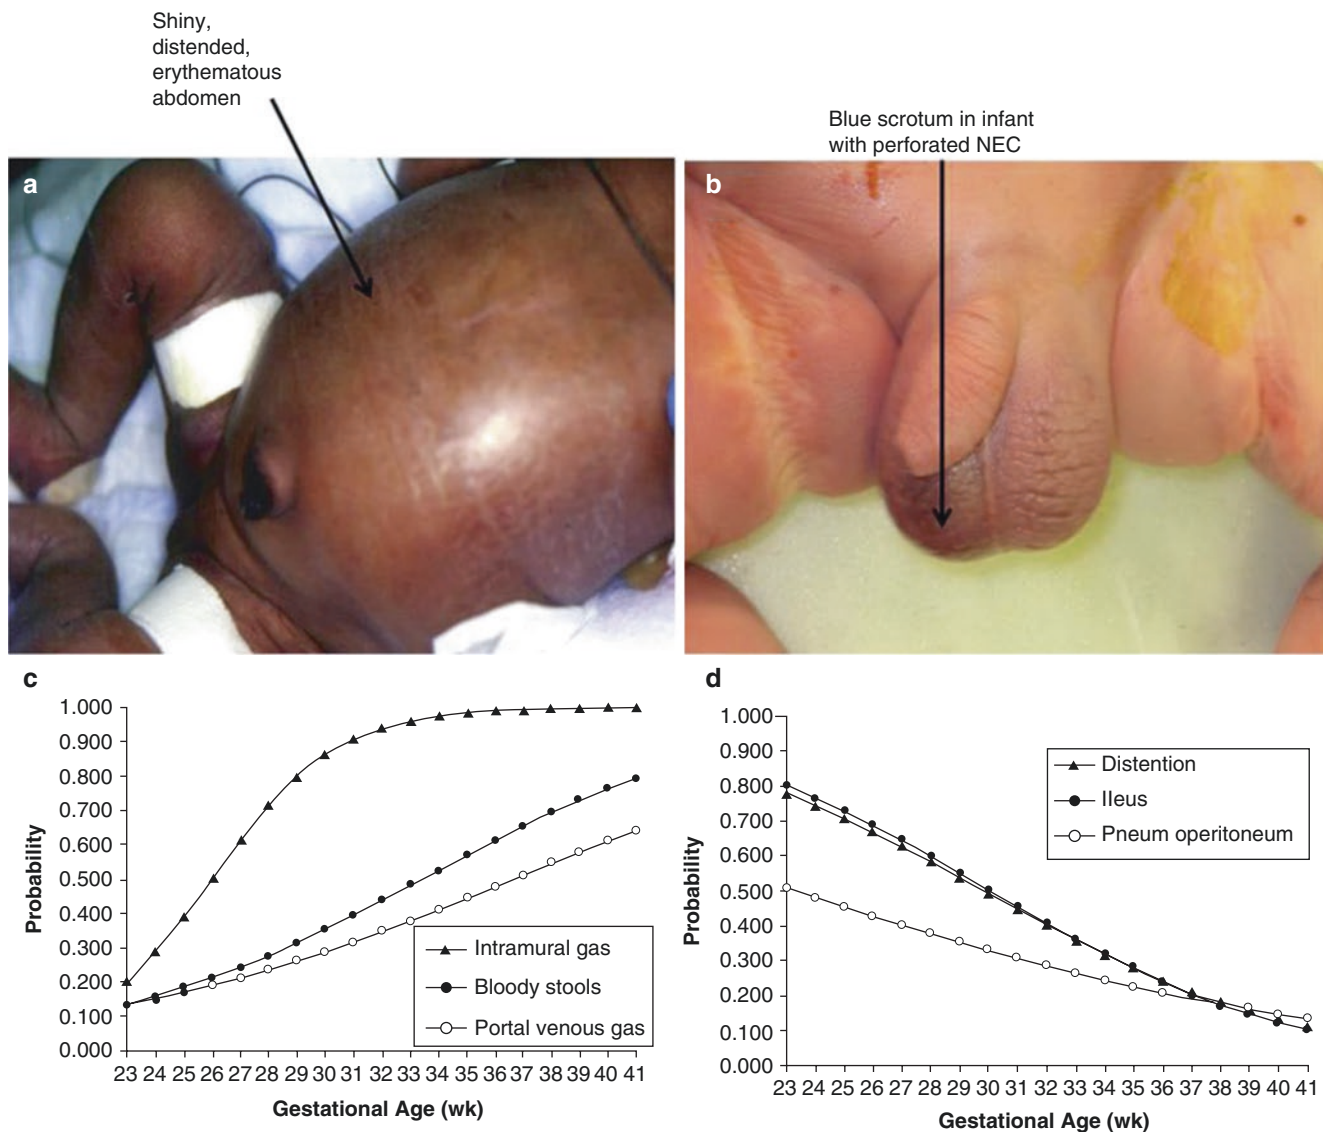 Shiny,
distended,
erythematous
abdomen
Blue scrotum in infant
with perforated NEC
a
b
c
1.000
0.900
0.800
0.700
0.600
0.500
0.400
0.300
0.200
0.100
0.000
Probability
Intramural gas
Bloody stools
Portal venous gas
23 24 25 26 27 28 29 30 31 32 33 34 35 36 37 38 39 40 41
Gestational Age (wk)
d
1.000
0.900
0.800
0.700
0.600
0.500
0.400
0.300
0.200
0.100
0.000
Probability
Distention
Ileus
Pneum operitoneum
23 24 25 26 27 28 29 30 31 32 33 34 35 36 37 38 39 40 41
Gestational Age (wk)